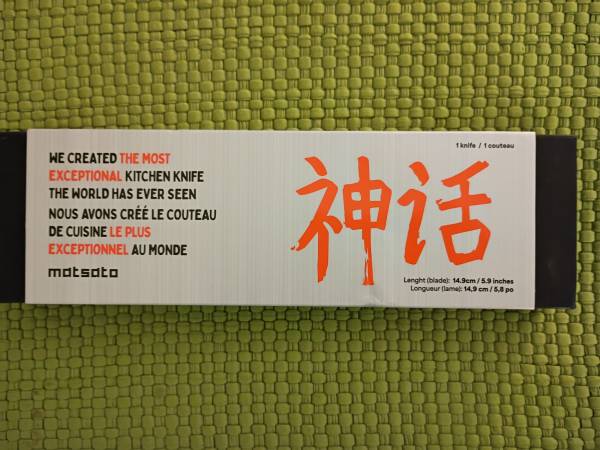 WE CREATED THE MOST
EXCEPTIONAL KITCHEN KNIFE
THE WORLD HAS EVER SEEN
NOUS AVONS CRÉÉ LE COUTEAU
DE CUISINE LE PLUS
EXCEPTIONNEL AU MONDE
matsato
1 knife / 1 couteau
神话
Lenght (blade): 14.9cm / 5.9 inches
Longueur (lame): 14,9 cm / 5,8 po